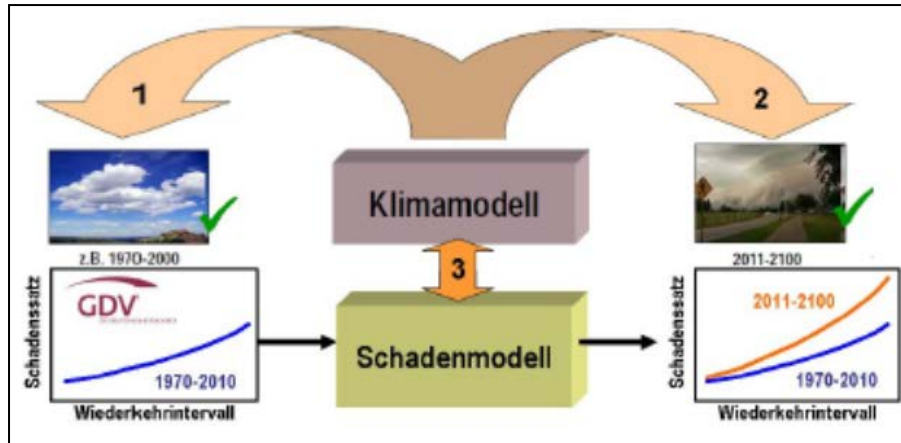 1
2
Klimamodell
z.B. 1970-2000
2011-2100
3
Schadenssatz
GDV
1970-2010
Wiederkehrintervall
Schadenmodell
Schadenssatz
2011-2100
1970-2010
Wiederkehrintervall